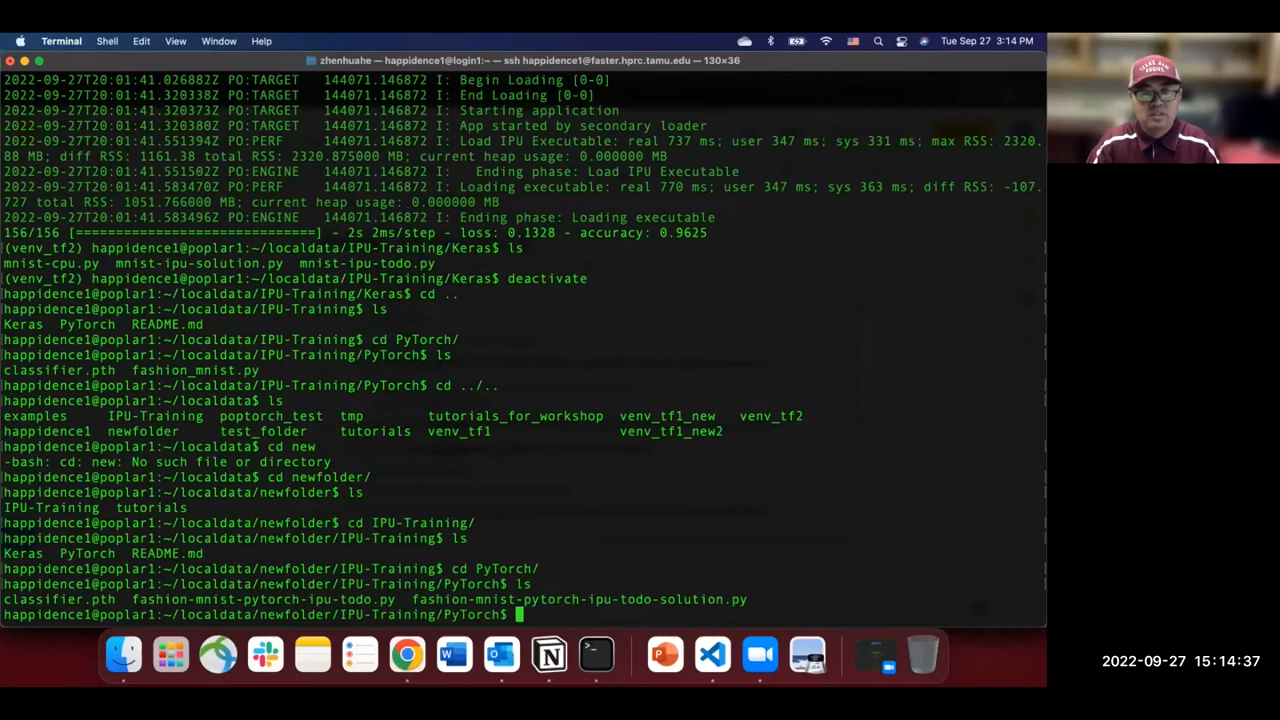 Terminal Shell Edit View Window Help Tue Sep 27 3:14 PM
zhenhuahe — happidence1@login1:~ — ssh happidence1@faster.hprc.tamu.edu — 130×36
2022-09-27T20:01:41.026882Z PO:TARGET 144071.146872 I: Begin Loading [0-0]
2022-09-27T20:01:41.320338Z PO:TARGET 144071.146872 I: End Loading [0-0]
2022-09-27T20:01:41.320373Z PO:TARGET 144071.146872 I: Starting application
2022-09-27T20:01:41.320380Z PO:TARGET 144071.146872 I: App started by secondary loader
2022-09-27T20:01:41.551394Z PO:PERF 144071.146872 I: Load IPU Executable: real 737 ms; user 347 ms; sys 331 ms; max RSS: 2320.
88 MB; diff RSS: 1161.38 total RSS: 2320.875000 MB; current heap usage: 0.000000 MB
2022-09-27T20:01:41.551502Z PO:ENGINE 144071.146872 I: Ending phase: Load IPU Executable
2022-09-27T20:01:41.583470Z PO:PERF 144071.146872 I: Loading executable: real 770 ms; user 347 ms; sys 363 ms; diff RSS: -107.
727 total RSS: 1051.766000 MB; current heap usage: 0.000000 MB
2022-09-27T20:01:41.583496Z PO:ENGINE 144071.146872 I: Ending phase: Loading executable
156/156 [==============================] - 2s 2ms/step - loss: 0.1328 - accuracy: 0.9625
(venv_tf2) happidence1@poplar1:~/localdata/IPU-Training/Keras$ ls
mnist-cpu.py mnist-ipu-solution.py mnist-ipu-todo.py
(venv_tf2) happidence1@poplar1:~/localdata/IPU-Training/Keras$ deactivate
happidence1@poplar1:~/localdata/IPU-Training/Keras$ cd ..
happidence1@poplar1:~/localdata/IPU-Training$ ls
Keras PyTorch README.md
happidence1@poplar1:~/localdata/IPU-Training$ cd PyTorch/
happidence1@poplar1:~/localdata/IPU-Training/PyTorch$ ls
classifier.pth fashion_mnist.py
happidence1@poplar1:~/localdata/IPU-Training/PyTorch$ cd ../..
happidence1@poplar1:~/localdata$ ls
examples IPU-Training poptorch_test tmp tutorials_for_workshop venv_tf1_new venv_tf2
happidence1 newfolder test_folder tutorials venv_tf1 venv_tf1_new2
happidence1@poplar1:~/localdata$ cd new
-bash: cd: new: No such file or directory
happidence1@poplar1:~/localdata$ cd newfolder/
happidence1@poplar1:~/localdata/newfolder$ ls
IPU-Training tutorials
happidence1@poplar1:~/localdata/newfolder$ cd IPU-Training/
happidence1@poplar1:~/localdata/newfolder/IPU-Training$ ls
Keras PyTorch README.md
happidence1@poplar1:~/localdata/newfolder/IPU-Training$ cd PyTorch/
happidence1@poplar1:~/localdata/newfolder/IPU-Training/PyTorch$ ls
classifier.pth fashion-mnist-pytorch-ipu-todo.py fashion-mnist-pytorch-ipu-todo-solution.py
happidence1@poplar1:~/localdata/newfolder/IPU-Training/PyTorch$
2022-09-27 15:14:37